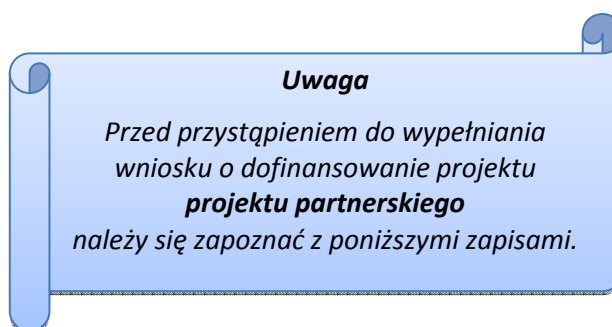 Uwaga
Przed przystąpieniem do wypełniania
wniosku o dofinansowanie projektu
projektu partnerskiego
należy się zapoznać z poniższymi zapisami.